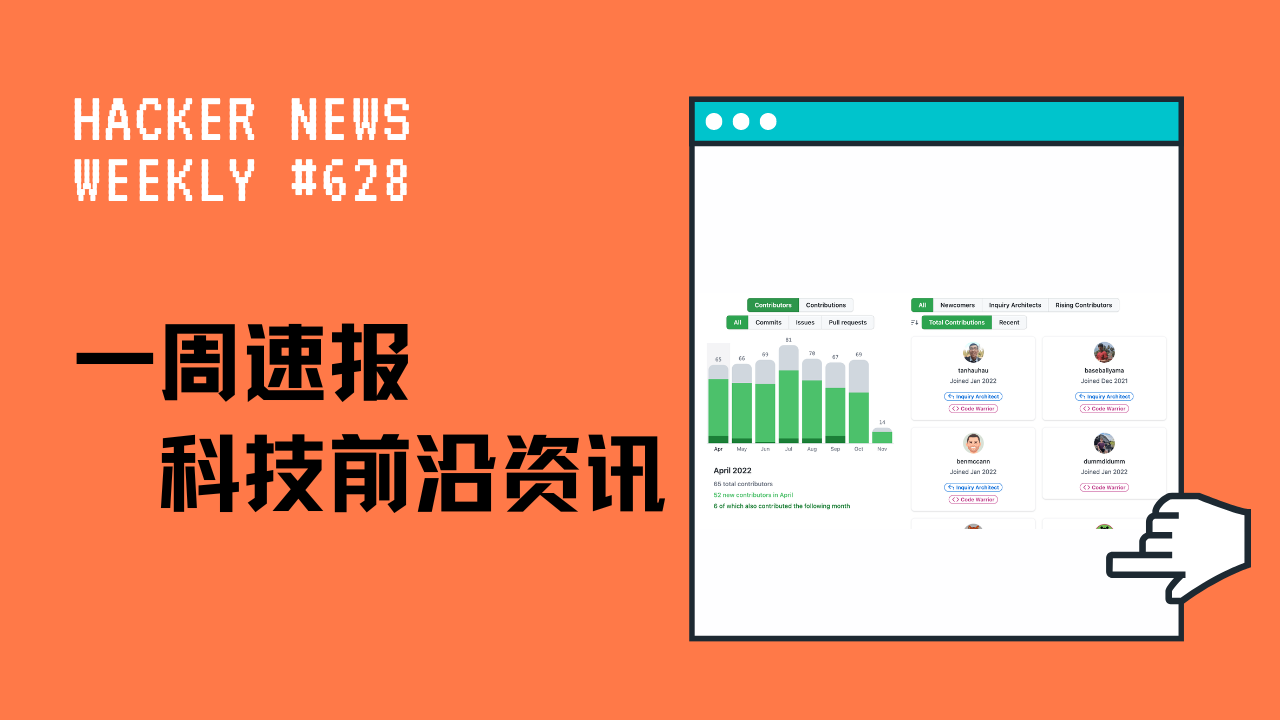 HACKER NEWS
WEEKLY #628
一周速报
科技前沿资讯
Contributors Contributions
All Commits Issues Pull requests
65 66 69 81 70 67 69 14
Apr May Jun Jul Aug Sep Oct Nov
April 2022
65 total contributors
52 new contributors in April
6 of which also contributed the following month
All Newcomers Inquiry Architects Rising Contributors
Total Contributions Recent
tanhauhau
Joined Jan 2022
Inquiry Architect
Code Warrior
baseballyama
Joined Dec 2021
Inquiry Architect
Code Warrior
benmccann
Joined Jan 2022
Inquiry Architect
Code Warrior
dummdidumm
Joined Jan 2022
Code Warrior